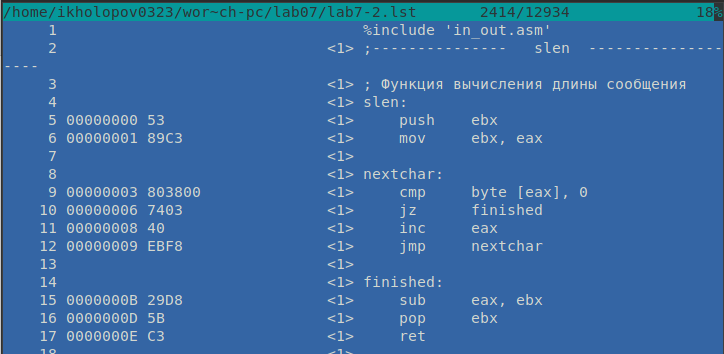 /home/ikholopov0323/wor~ch-pc/lab07/lab7-2.lst 2414/12934 18%
1 %include 'in_out.asm'
2 <1> ;--------------- slen ---------------
----
3 <1> ; Функция вычисления длины сообщения
4 <1> slen:
5 00000000 53 <1> push ebx
6 00000001 89C3 <1> mov ebx, eax
7 <1>
8 <1> nextchar:
9 00000003 803800 <1> cmp byte [eax], 0
10 00000006 7403 <1> jz finished
11 00000008 40 <1> inc eax
12 00000009 EBF8 <1> jmp nextchar
13 <1>
14 <1> finished:
15 0000000B 29D8 <1> sub eax, ebx
16 0000000D 5B <1> pop ebx
17 0000000E C3 <1> ret
18 <1>